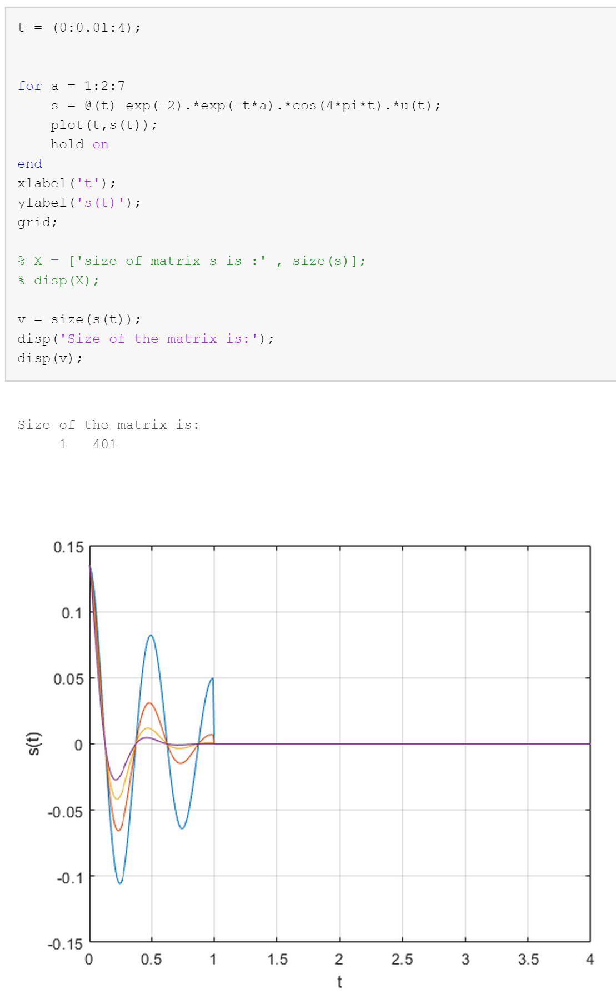 t = (0:0.01:4);
for a = 1:2:7
    s = @(t) exp(-2).*exp(-t*a).*cos(4*pi*t).*u(t);
    plot(t,s(t));
    hold on
end
xlabel('t');
ylabel('s(t)');
grid;
% X = ['size of matrix s is :' , size(s)];
% disp(X);
v = size(s(t));
disp('Size of the matrix is:');
disp(v);
Size of the matrix is:
     1   401
0.15
0.1
0.05
0
-0.05
-0.1
-0.15
s(t)
0 0.5 1 1.5 2 2.5 3 3.5 4
t